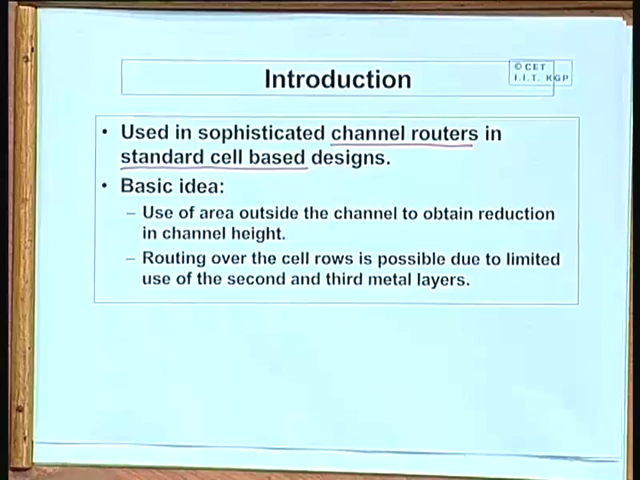 Introduction
© CET
I.I.T. KGP
• Used in sophisticated channel routers in
standard cell based designs.
• Basic idea:
– Use of area outside the channel to obtain reduction
in channel height.
– Routing over the cell rows is possible due to limited
use of the second and third metal layers.